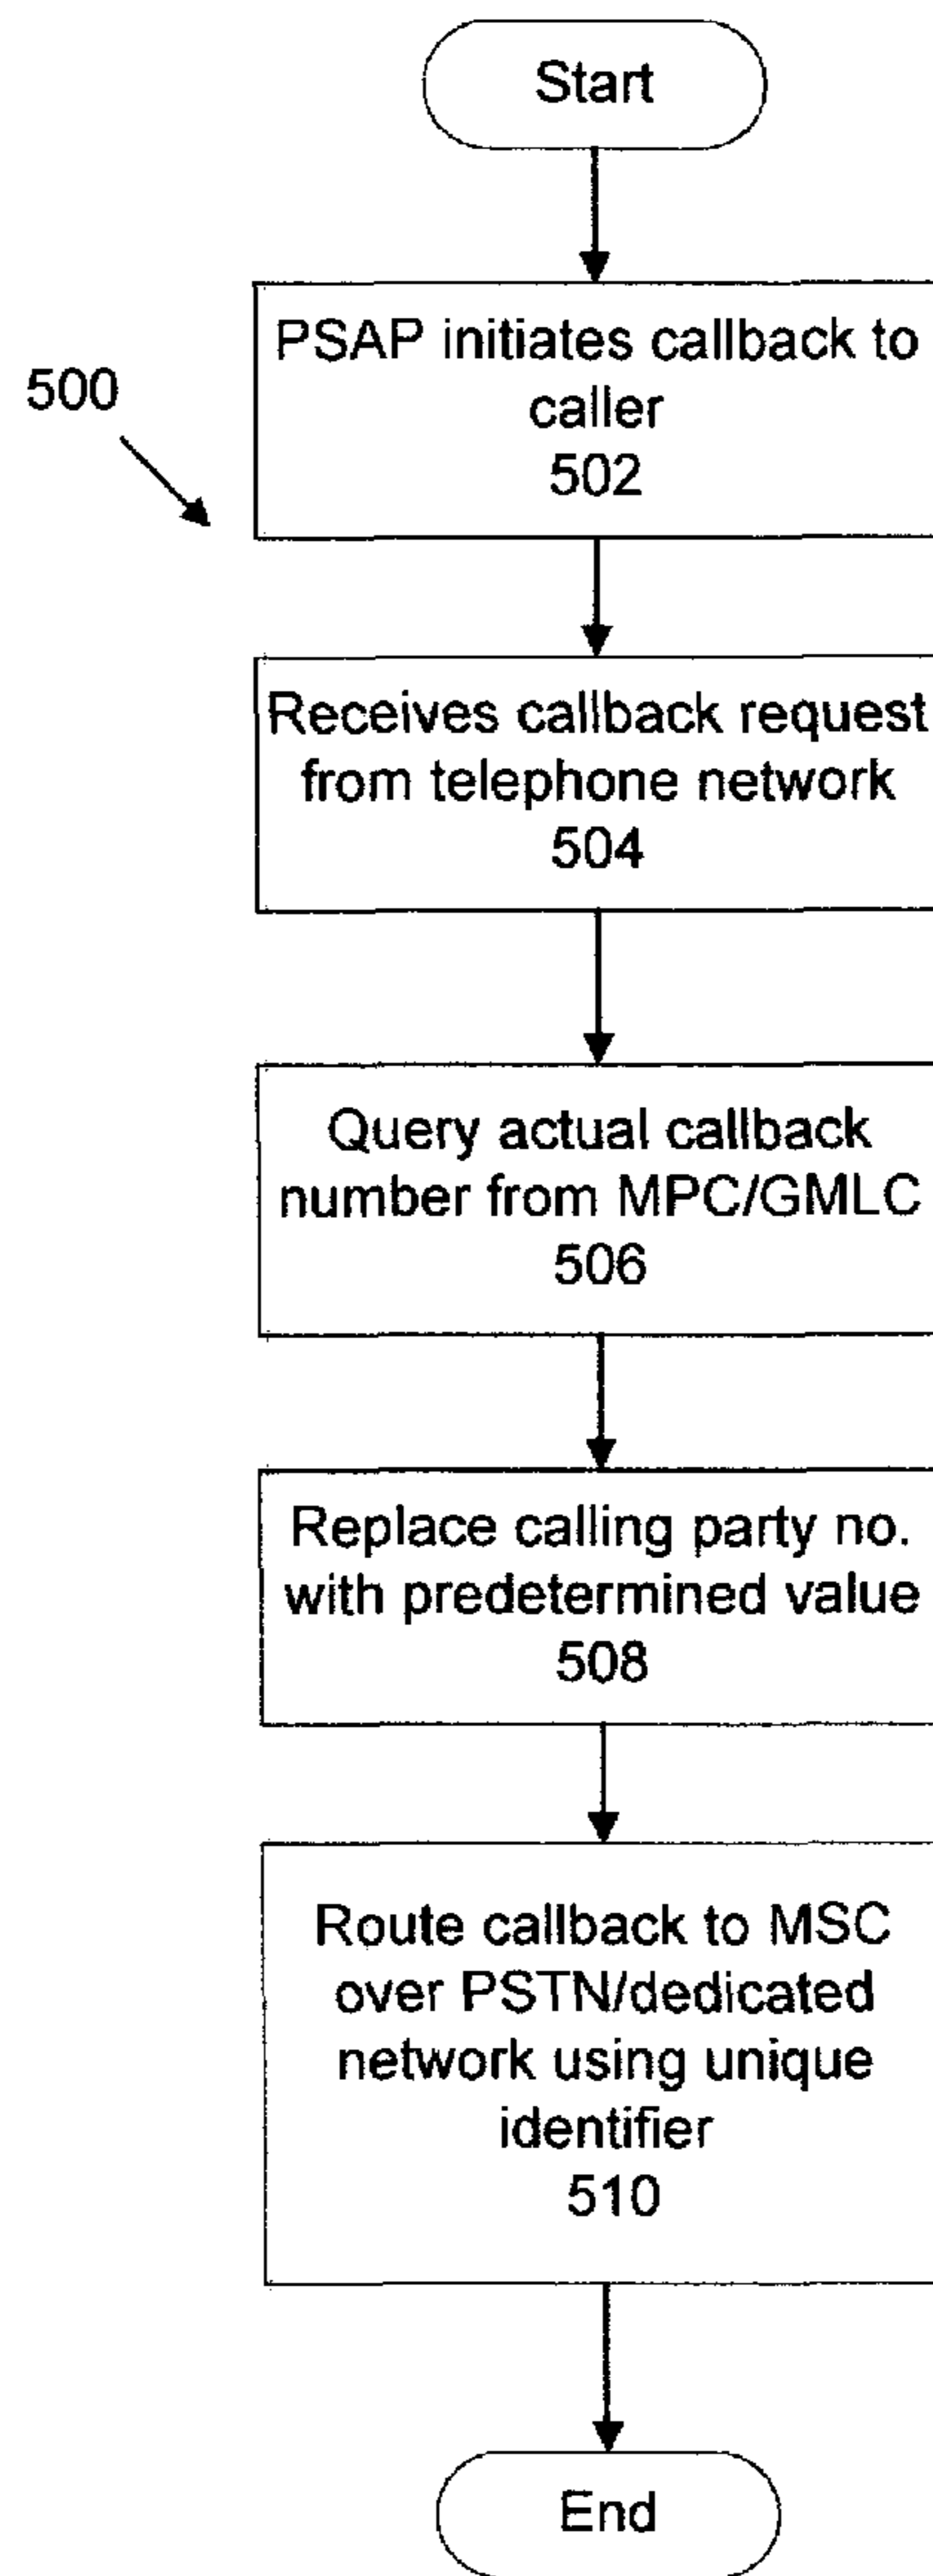 Start
500
PSAP initiates callback to
caller
502
Receives callback request
from telephone network
504
Query actual callback
number from MPC/GMLC
506
Replace calling party no.
with predetermined value
508
Route callback to MSC
over PSTN/dedicated
network using unique
identifier
510
End